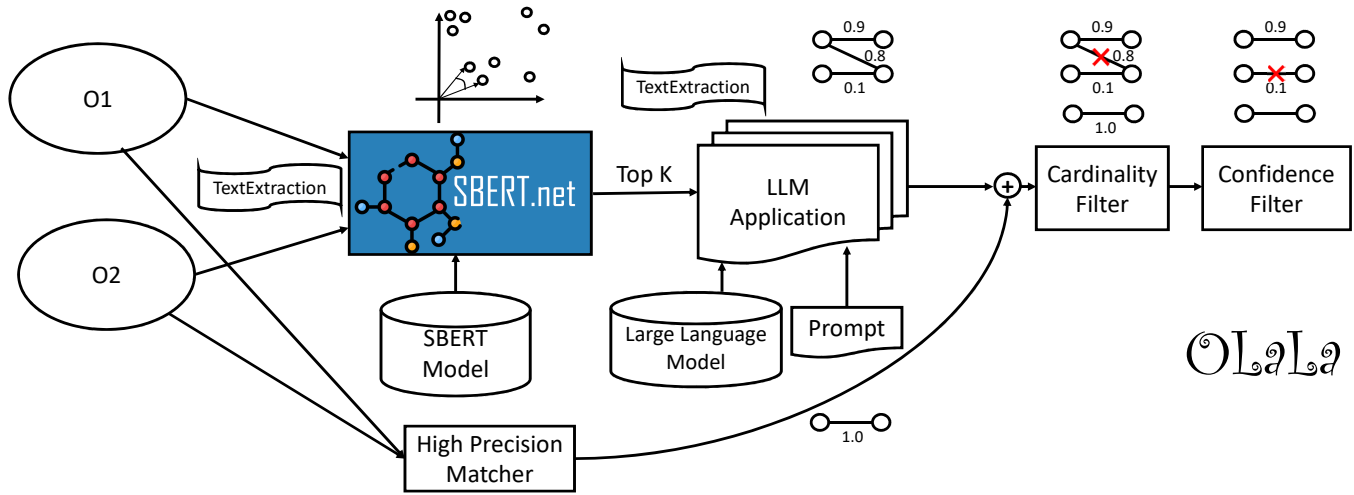 O1
O2
TextExtraction
SBERT.net
SBERT
Model
Top K
TextExtraction
LLM
Application
Large Language
Model
Prompt
High Precision
Matcher
0.9
0.8
0.1
1.0
+
0.9
0.8
0.1
1.0
Cardinality
Filter
0.9
0.1
Confidence
Filter
OLaLa